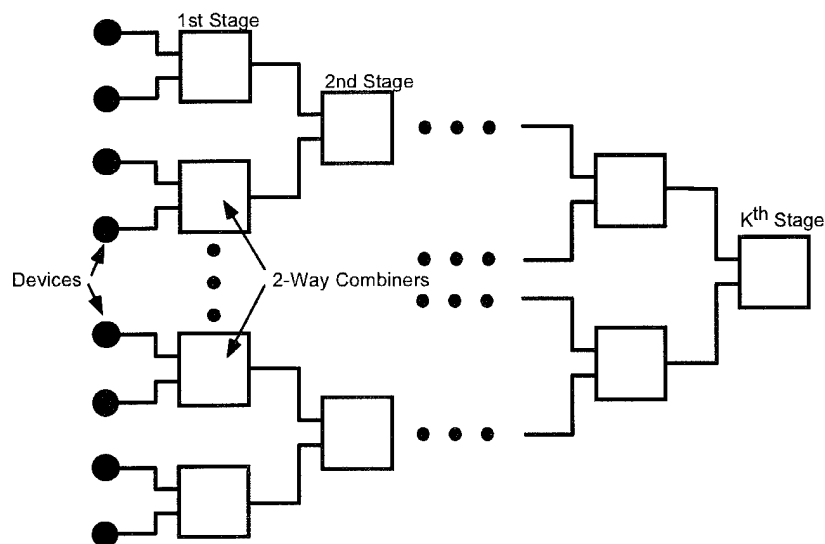 1st Stage
2nd Stage
Kth Stage
Devices
2-Way Combiners